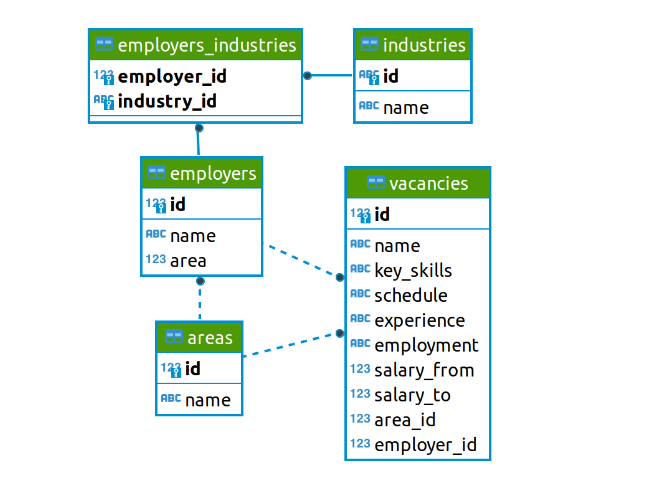 employers_industries
123 employer_id
ABC industry_id
industries
ABC id
ABC name
employers
123 id
ABC name
123 area
vacancies
123 id
ABC name
ABC key_skills
ABC schedule
ABC experience
ABC employment
123 salary_from
123 salary_to
123 area_id
123 employer_id
areas
123 id
ABC name